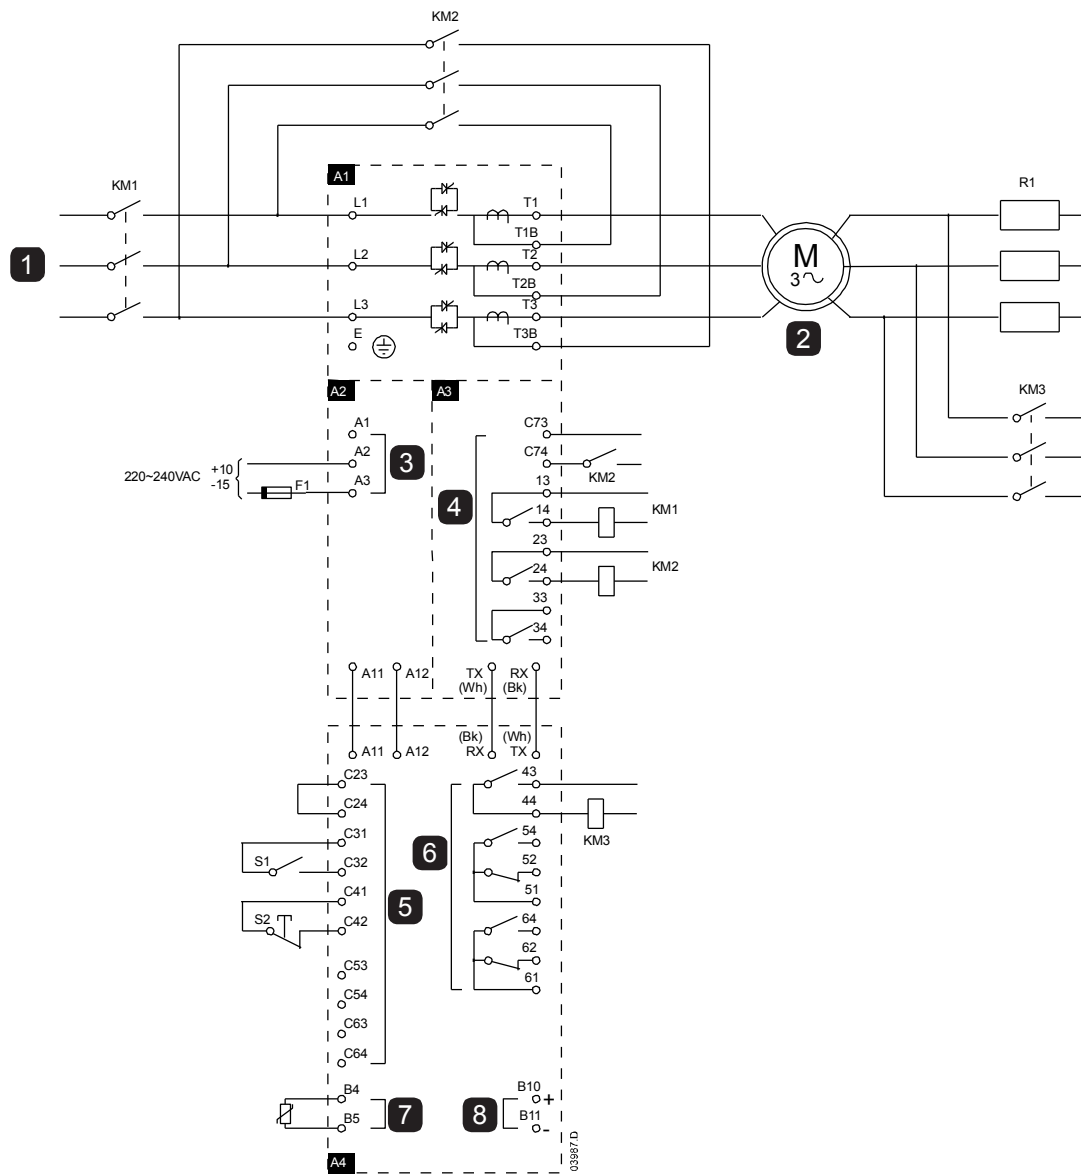 KM2
A1
KM1
R1
L1
T1
T1B
1
L2
T2
M
3
T2B
L3
T3
2
E
T3B
A2
A3
KM3
A1
C73
A2
3
C74
220~240VAC
+10
-15
F1
A3
KM2
13
4
14
KM1
23
24
KM2
33
34
A11
A12
TX
(Wh)
RX
(Bk)
(Bk)
RX
(Wh)
TX
A11
A12
C23
43
C24
44
KM3
C31
54
6
S1
C32
52
C41
5
51
S2
C42
64
62
C53
61
C54
C63
C64
B4
7
8
B10
+
B5
B11
-
A4
03987.D